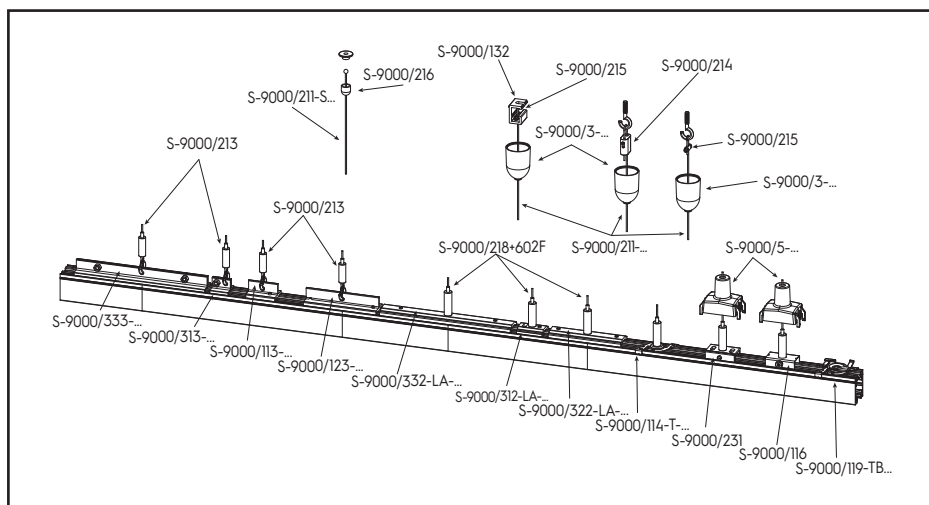 S-9000/132
S-9000/216
S-9000/215
S-9000/214
S-9000/211-S...
S-9000/3-...
S-9000/215
S-9000/213
S-9000/3-...
S-9000/213
S-9000/218+602F
S-9000/211-...
S-9000/5-...
S-9000/333-...
S-9000/313-...
S-9000/113-...
S-9000/123-...
S-9000/332-LA-...
S-9000/312-LA-...
S-9000/322-LA-...
S-9000/114-T-...
S-9000/231
S-9000/116
S-9000/119-TB...